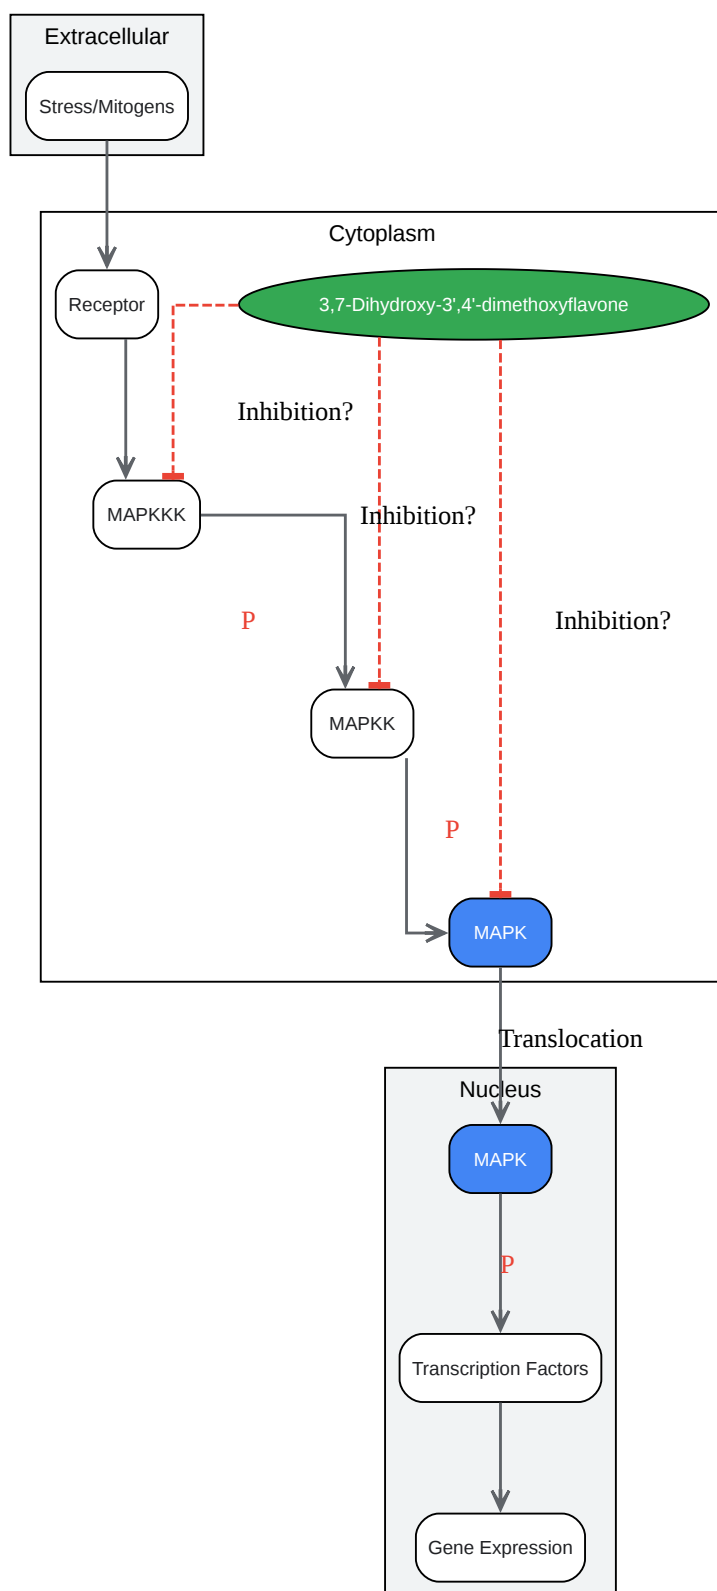 Extracellular
Stress/Mitogens
Cytoplasm
Receptor
3,7-Dihydroxy-3',4'-dimethoxyflavone
Inhibition?
MAPKKK
Inhibition?
P
Inhibition?
MAPKK
P
MAPK
Translocation
Nucleus
MAPK
P
Transcription Factors
Gene Expression